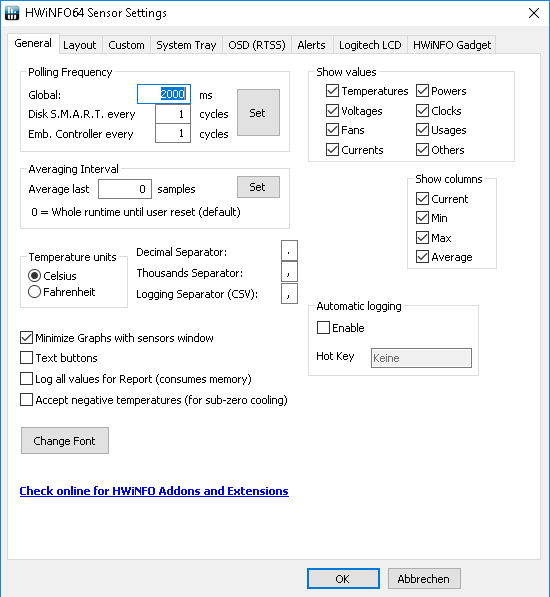 HWiNFO64 Sensor Settings
General
Layout
Custom
System Tray
OSD (RTSS)
Alerts
Logitech LCD
HWiNFO Gadget
Polling Frequency
Global:
2000
ms
Disk S.M.A.R.T. every
1
cycles
Emb. Controller every
1
cycles
Set
Averaging Interval
Average last
0
samples
Set
0 = Whole runtime until user reset (default)
Temperature units
Celsius
Fahrenheit
Decimal Separator:
.
Thousands Separator:
,
Logging Separator (CSV):
,
Minimize Graphs with sensors window
Text buttons
Log all values for Report (consumes memory)
Accept negative temperatures (for sub-zero cooling)
Change Font
Check online for HWiNFO Addons and Extensions
Show values
Temperatures
Powers
Voltages
Clocks
Fans
Usages
Currents
Others
Show columns
Current
Min
Max
Average
Automatic logging
Enable
Hot Key
Keine
OK
Abbrechen